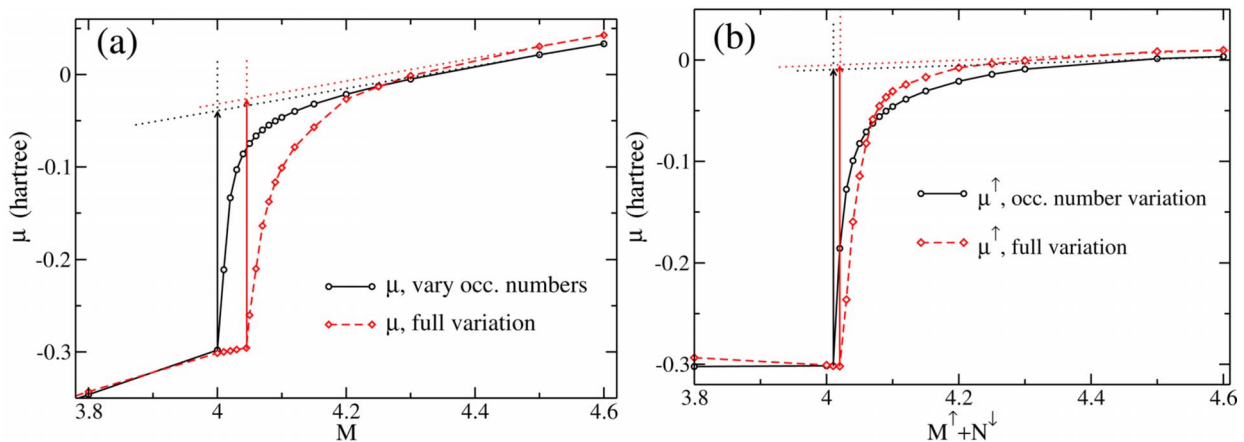 (a)
0
-0.1
-0.2
-0.3
μ (hartree)
μ, vary occ. numbers
μ, full variation
3.8
4
4.2
4.4
4.6
M
(b)
0
-0.1
-0.2
-0.3
μ (hartree)
μ↑, occ. number variation
μ↑, full variation
3.8
4
4.2
4.4
4.6
M↑+N↓